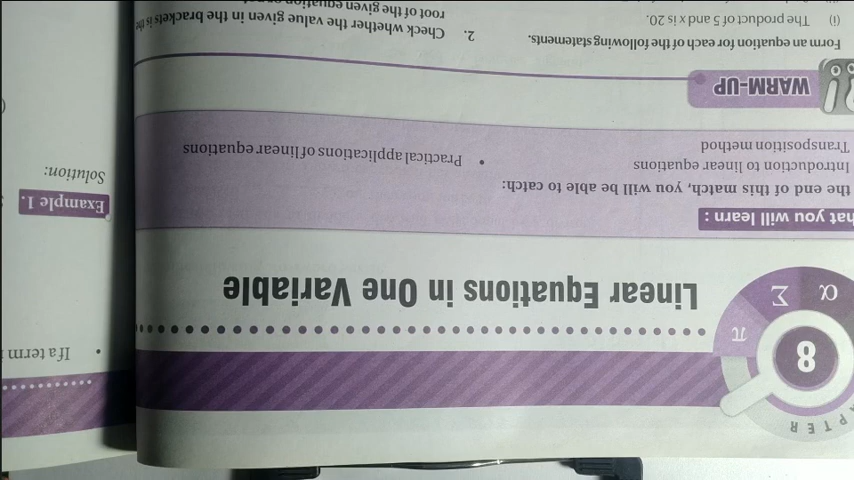 8
π
α
Σ
Linear Equations in One Variable
you will learn :
the end of this match, you will be able to catch:
Introduction to linear equations
Transposition method
• Practical applications of linear equations
WARM-UP
Form an equation for each of the following statements.
(i) The product of 5 and x is 20.
2. Check whether the value given in the brackets is the
root of the given equation
• If a term
Example 1.
Solution: